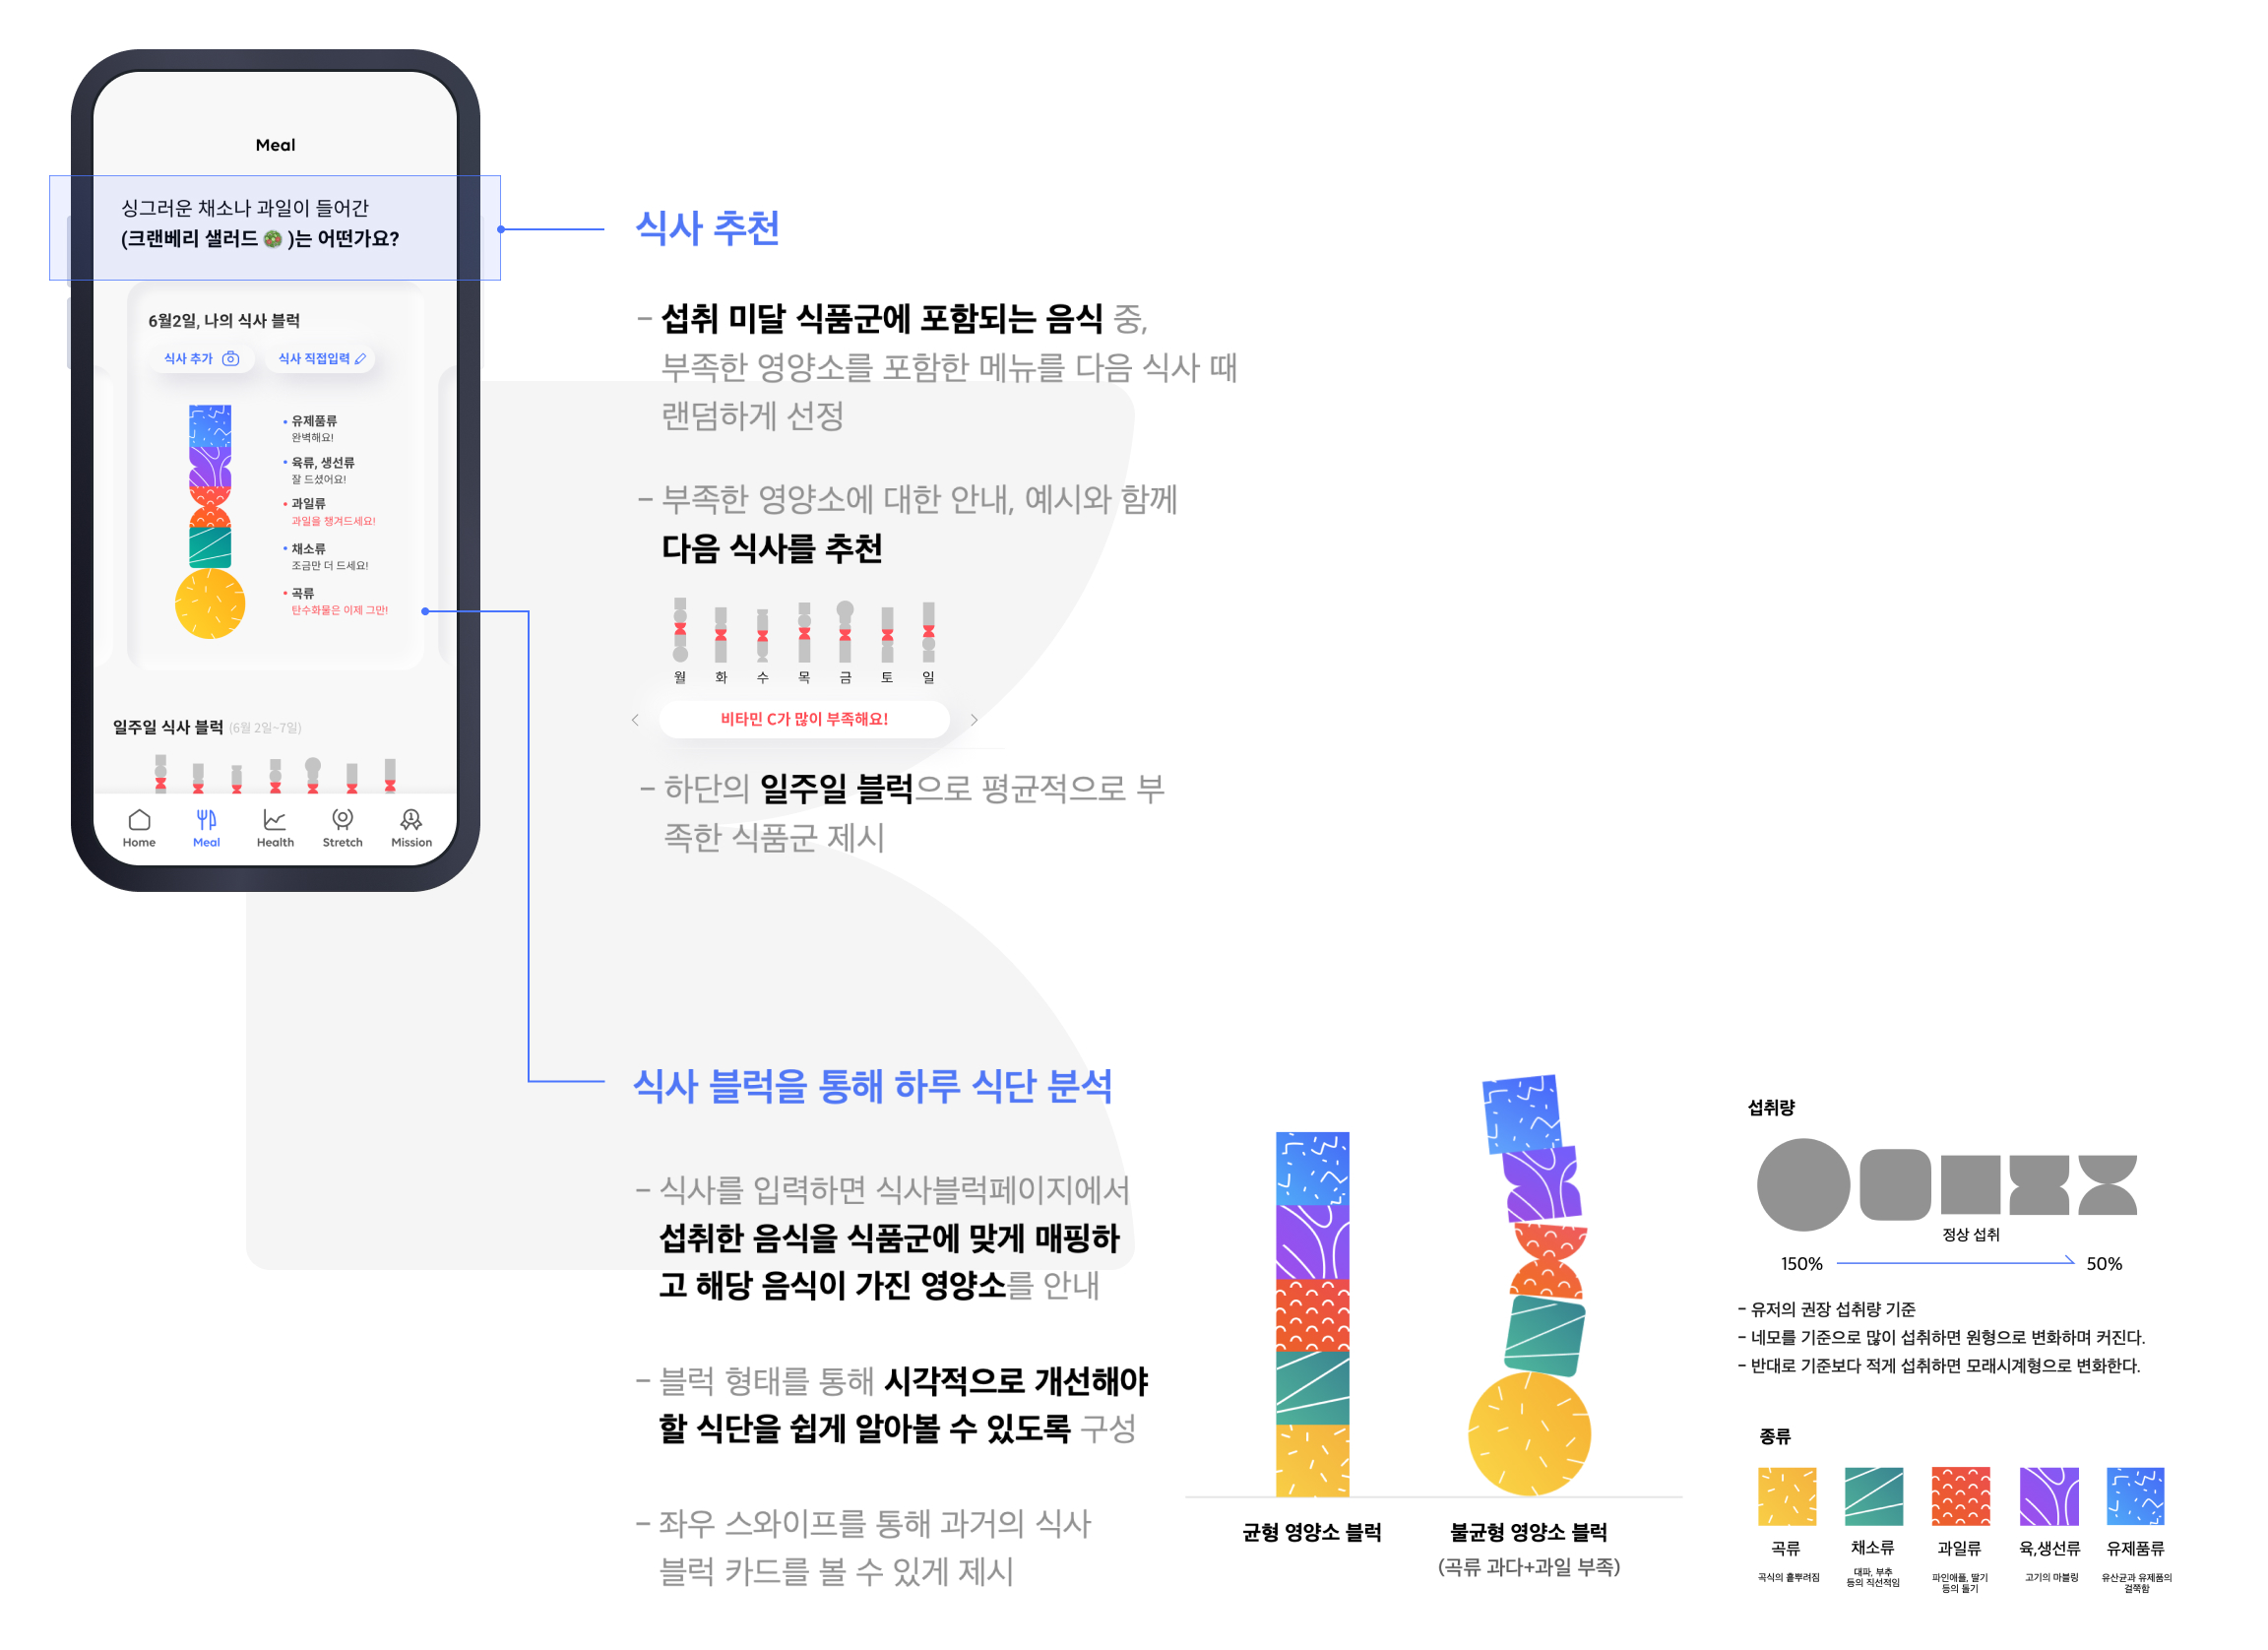 Meal
싱그러운 채소나 과일이 들어간
(크랜베리 샐러드 🥗 )는 어떤가요?
6월2일, 나의 식사 블럭
식사 추가
식사 직접입력
• 유제품류
완벽해요!
• 육류, 생선류
잘 드셨어요!
• 과일류
과일을 챙겨드세요!
• 채소류
조금만 더 드세요!
• 곡류
탄수화물은 이제 그만!
일주일 식사 블럭 (6월 2일~7일)
Home
Meal
Health
Stretch
Mission
식사 추천
– 섭취 미달 식품군에 포함되는 음식 중,
부족한 영양소를 포함한 메뉴를 다음 식사 때
랜덤하게 선정
– 부족한 영양소에 대한 안내, 예시와 함께
다음 식사를 추천
월 화 수 목 금 토 일
비타민 C가 많이 부족해요!
– 하단의 일주일 블럭으로 평균적으로 부
족한 식품군 제시
식사 블럭을 통해 하루 식단 분석
– 식사를 입력하면 식사블럭페이지에서
섭취한 음식을 식품군에 맞게 매핑하
고 해당 음식이 가진 영양소를 안내
– 블럭 형태를 통해 시각적으로 개선해야
할 식단을 쉽게 알아볼 수 있도록 구성
– 좌우 스와이프를 통해 과거의 식사
블럭 카드를 볼 수 있게 제시
균형 영양소 블럭
불균형 영양소 블럭
(곡류 과다+과일 부족)
섭취량
정상 섭취
150%
50%
– 유저의 권장 섭취량 기준
– 네모를 기준으로 많이 섭취하면 원형으로 변화하며 커진다.
– 반대로 기준보다 적게 섭취하면 모래시계형으로 변화한다.
종류
곡류
곡식의 흩뿌려짐
채소류
대파, 부추
등의 직선적임
과일류
파인애플, 딸기
등의 돌기
육,생선류
고기의 마블링
유제품류
유산균과 유제품의
걸쭉함